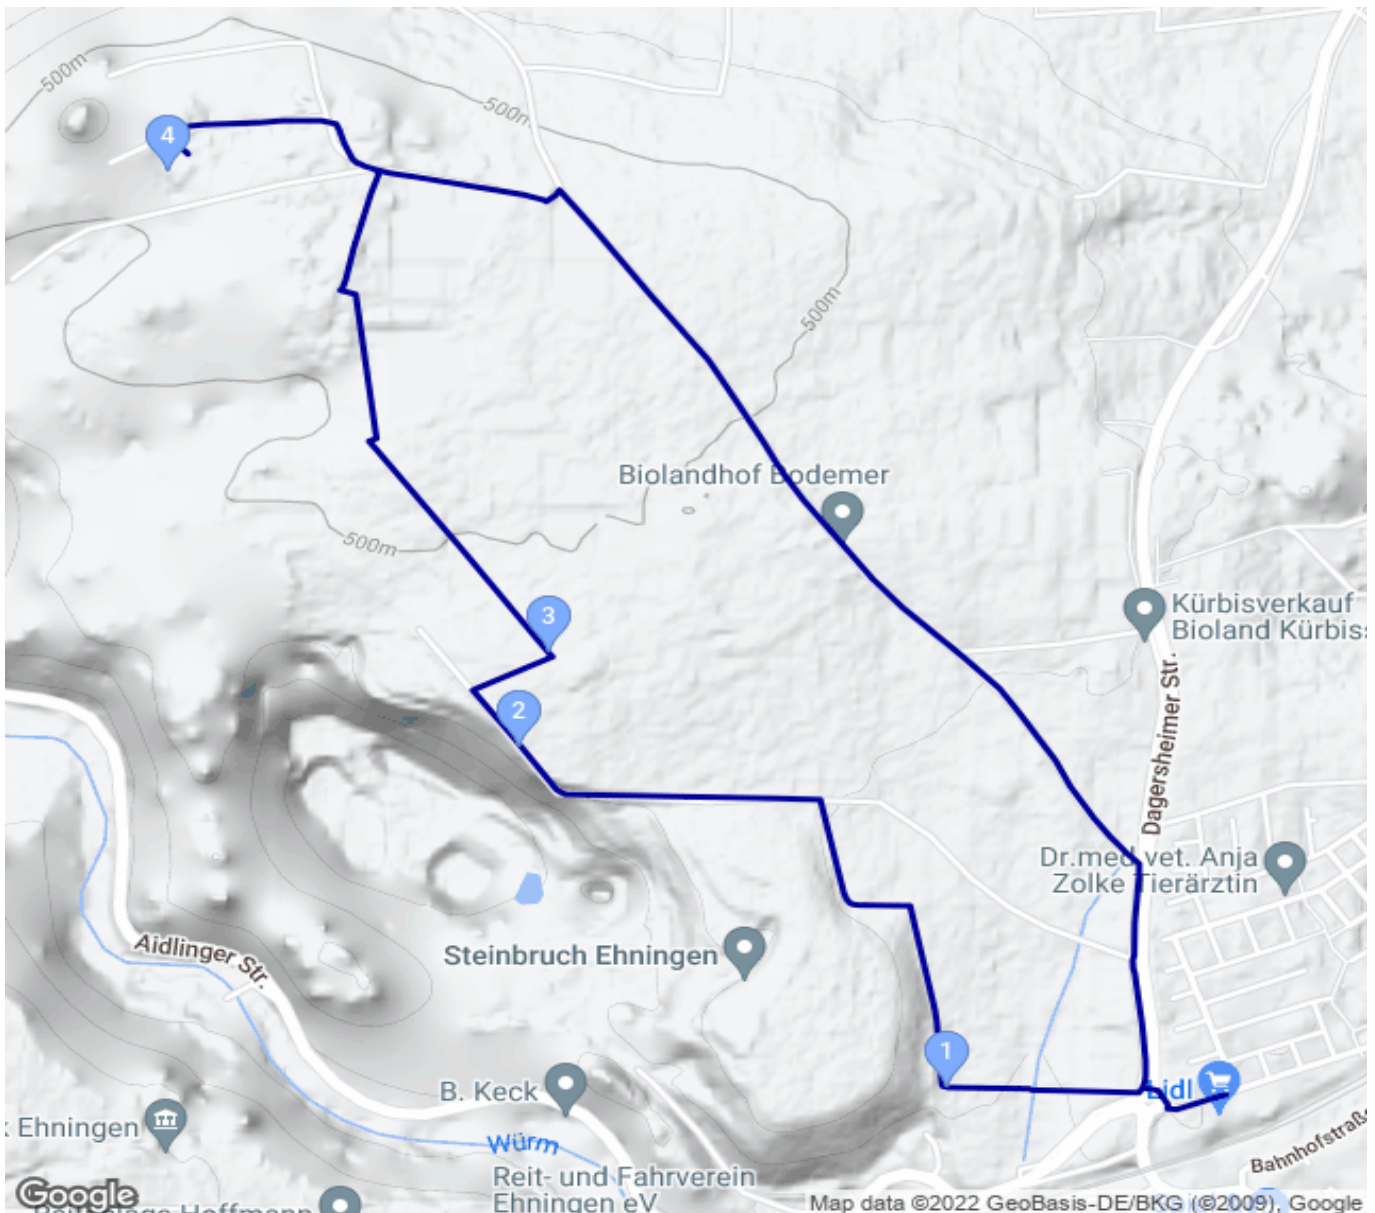 500m
500m
4
500m
Biolandhof Bodemer
500m
Kürbisverkauf
Bioland Kürbiss
3
Dagersheimer Str.
2
Dr.med.vet. Anja
Zolke Tierärztin
Steinbruch Ehningen
Aidlinger Str.
1
Lidl
B. Keck
Ehningen
Würm
Bahnhofstraße
Reit- und Fahrverein
Ehningen eV
Google
Map data ©2022 GeoBasis-DE/BKG (©2009), Google